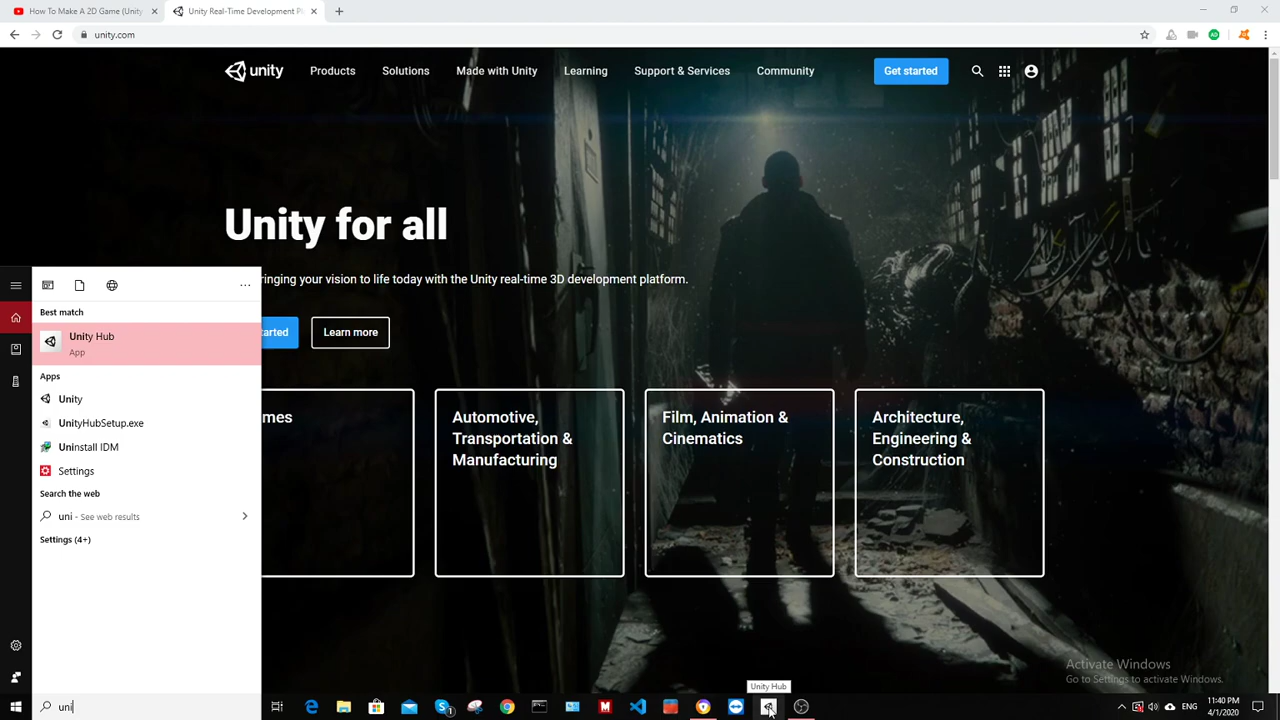 How To Make A 2D Game (Unity
Unity Real-Time Development Pl
unity.com
unity
Products
Solutions
Made with Unity
Learning
Support & Services
Community
Get started
Unity for all
ringing your vision to life today with the Unity real-time 3D development platform.
tarted
Learn more
mes
Automotive,
Transportation &
Manufacturing
Film, Animation &
Cinematics
Architecture,
Engineering &
Construction
Best match
Unity Hub
App
Apps
Unity
UnityHubSetup.exe
Uninstall IDM
Settings
Search the web
uni - See web results
Settings (4+)
Activate Windows
Go to Settings to activate Windows.
Unity Hub
uni
ENG
11:40 PM
4/1/2020